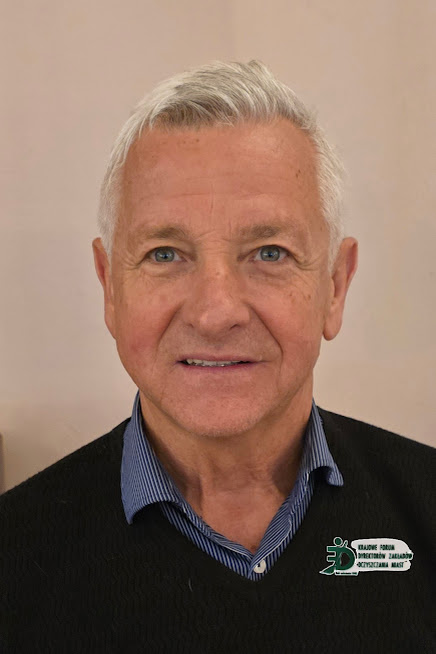 KRAJOWE FORUM
DYREKTORÓW ZAKŁADÓW
OCZYSZCZANIA MIAST